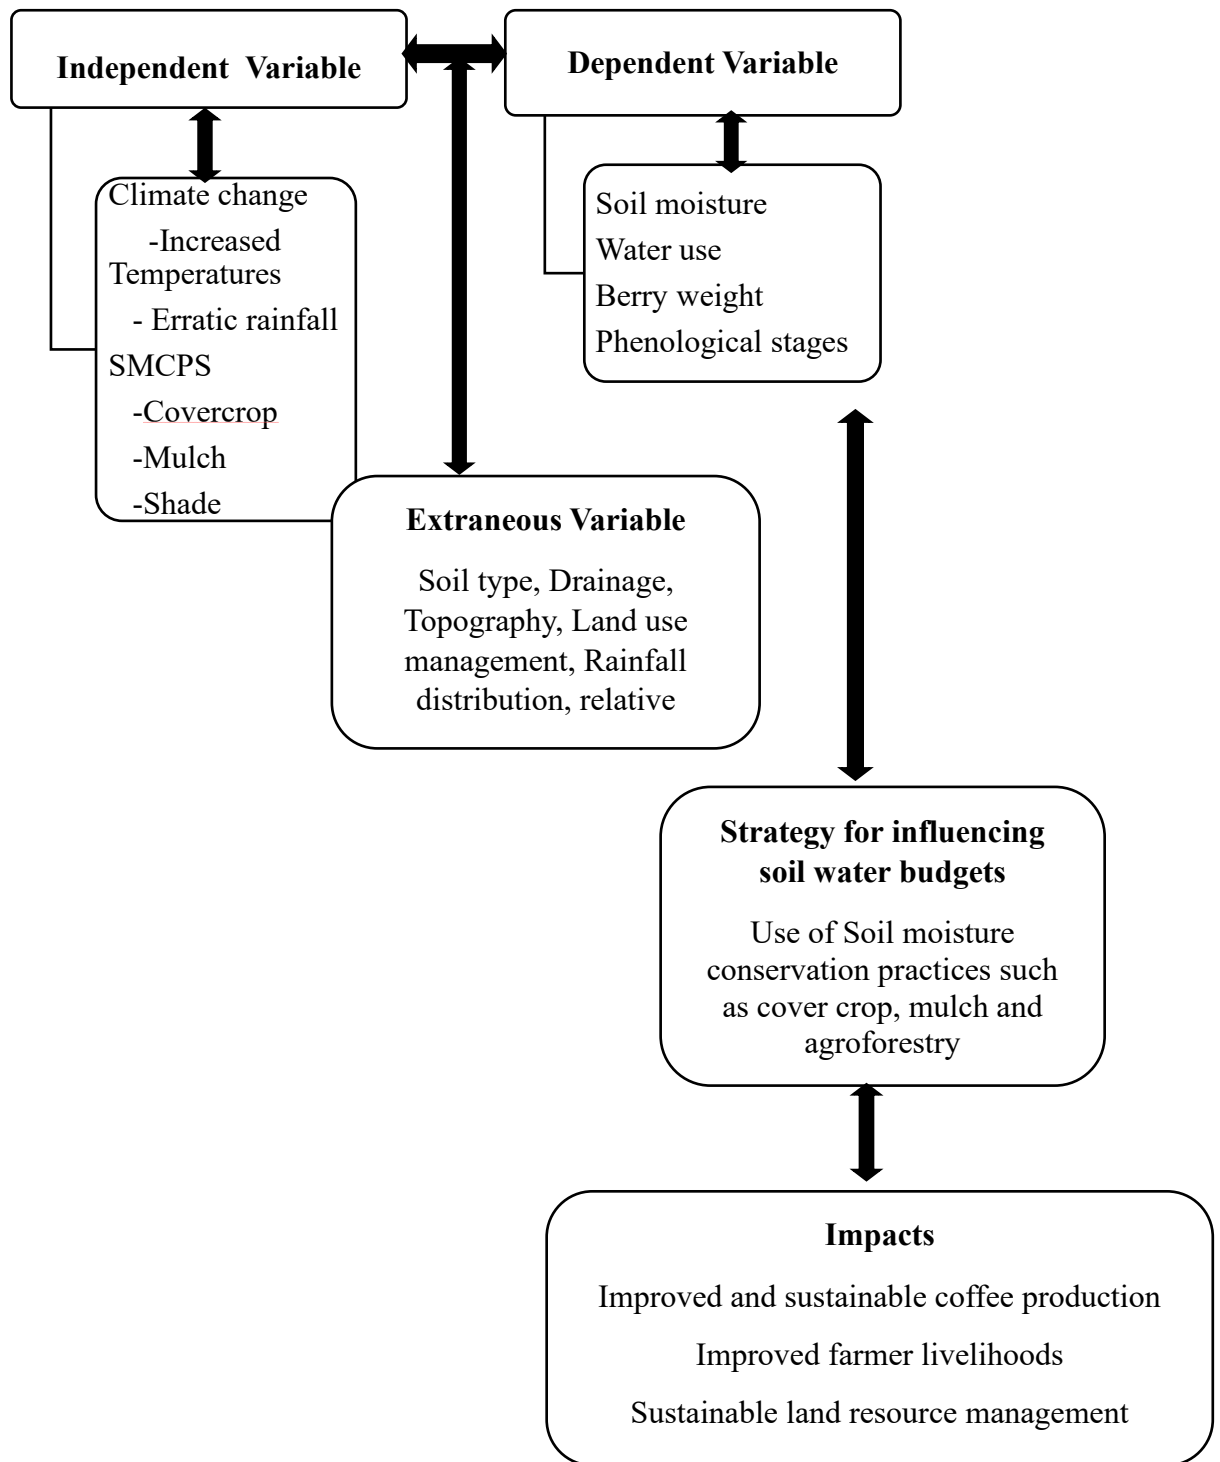 Independent  Variable
Dependent Variable
Climate change
-Increased
Temperatures
- Erratic rainfall
SMCPS
-Covercrop
-Mulch
-Shade
Soil moisture
Water use
Berry weight
Phenological stages
Extraneous Variable
Soil type, Drainage,
Topography, Land use
management, Rainfall
distribution, relative
Strategy for influencing
soil water budgets
Use of Soil moisture
conservation practices such
as cover crop, mulch and
agroforestry
Impacts
Improved and sustainable coffee production
Improved farmer livelihoods
Sustainable land resource management